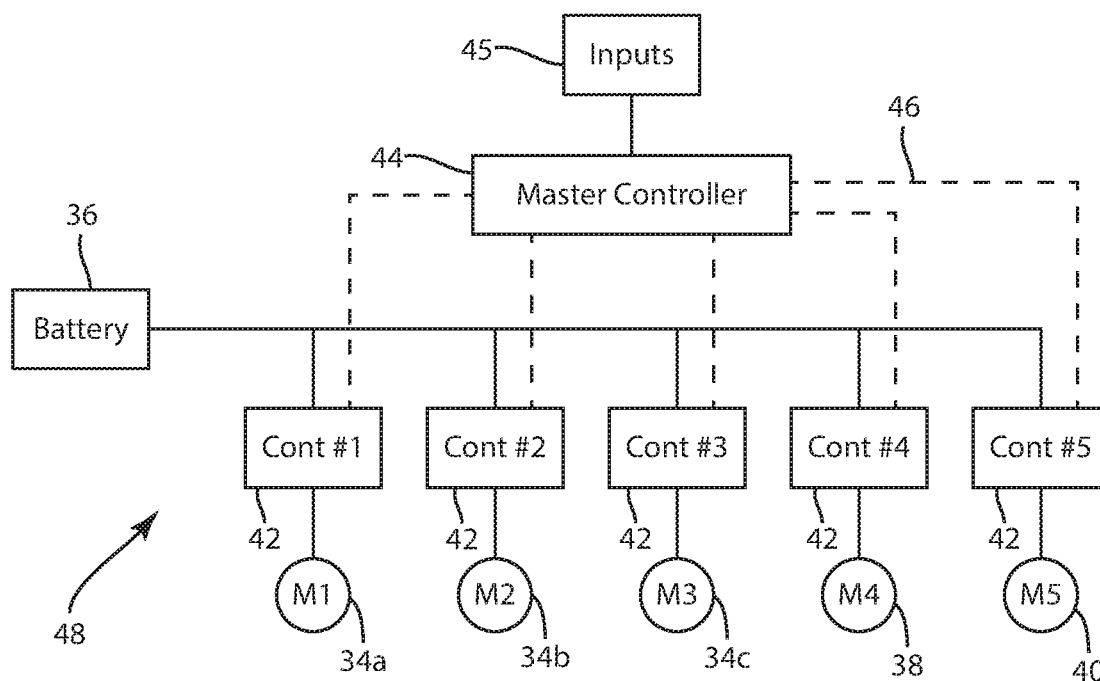 45
Inputs
46
44
Master Controller
36
Battery
Cont #1
Cont #2
Cont #3
Cont #4
Cont #5
42
42
42
42
42
M1
M2
M3
M4
M5
48
34a
34b
34c
38
40